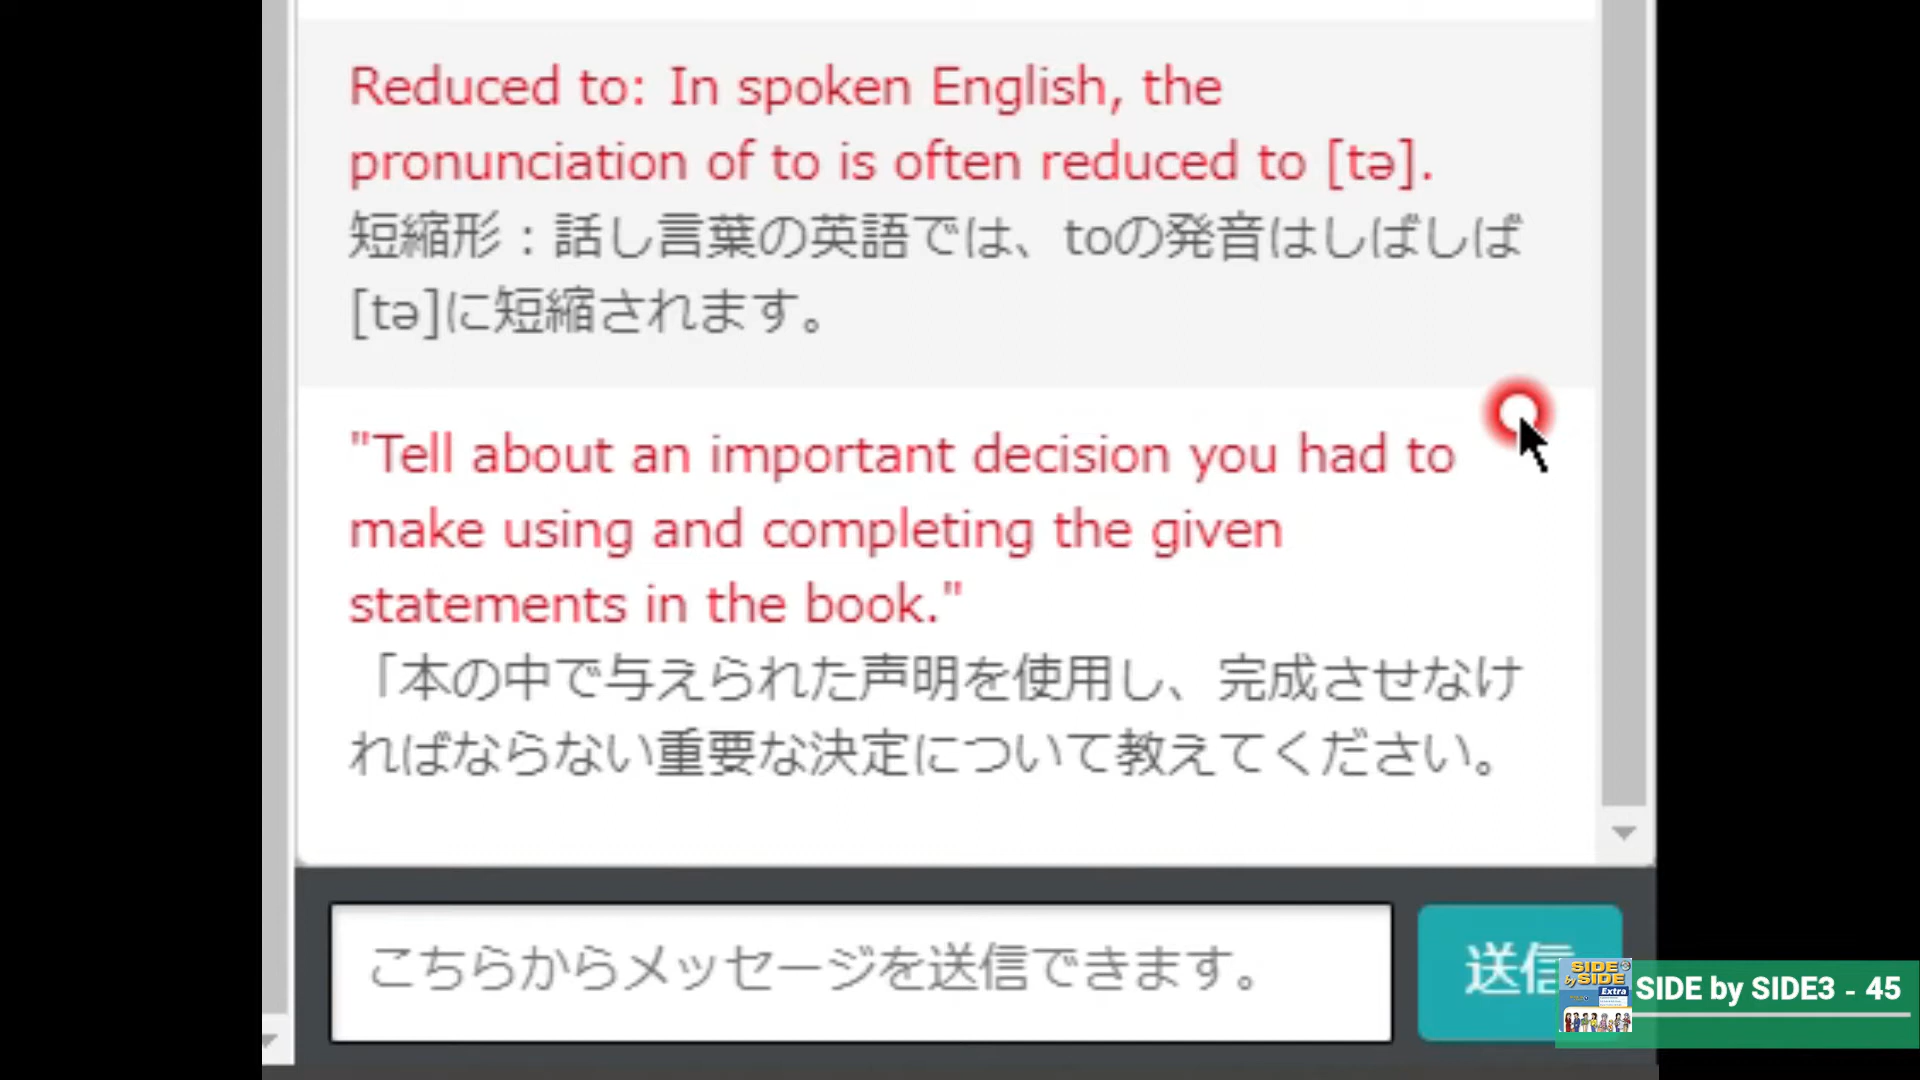 Reduced to: In spoken English, the
pronunciation of to is often reduced to [tə].
短縮形：話し言葉の英語では、toの発音はしばしば
[tə]に短縮されます。
"Tell about an important decision you had to
make using and completing the given
statements in the book."
「本の中で与えられた声明を使用し、完成させなけ
ればならない重要な決定について教えてください。
こちらからメッセージを送信できます。
送信
SIDE by SIDE Extra
SIDE by SIDE3 - 45